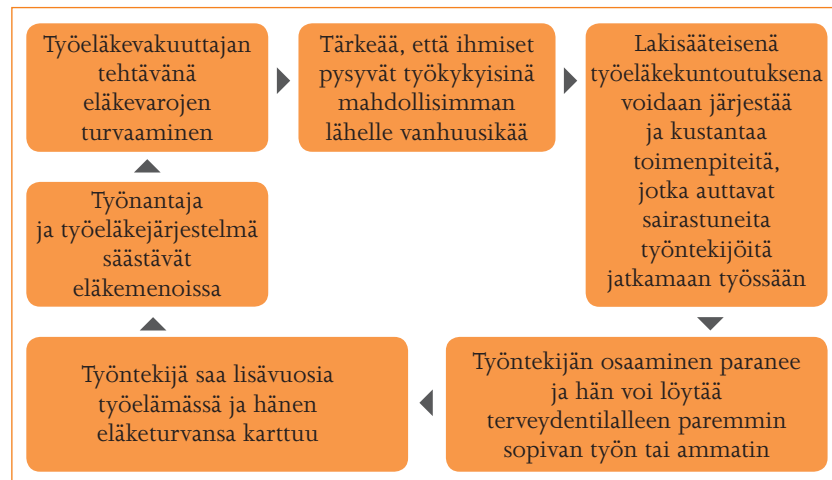 Työeläkevakuuttajan
tehtävänä
eläkevarojen
turvaaminen
Tärkeää, että ihmiset
pysyvät työkykyisinä
mahdollisimman
lähelle vanhuusikää
Lakisääteisenä
työeläkekuntoutuksena
voidaan järjestää
ja kustantaa
toimenpiteitä,
jotka auttavat
sairastuneita
työntekijöitä
jatkamaan työssään
Työntekijän osaaminen paranee
ja hän voi löytää
terveydentilalleen paremmin
sopivan työn tai ammatin
Työntekijä saa lisävuosia
työelämässä ja hänen
eläketurvansa karttuu
Työnantaja
ja työeläkejärjestelmä
säästävät
eläkemenoissa